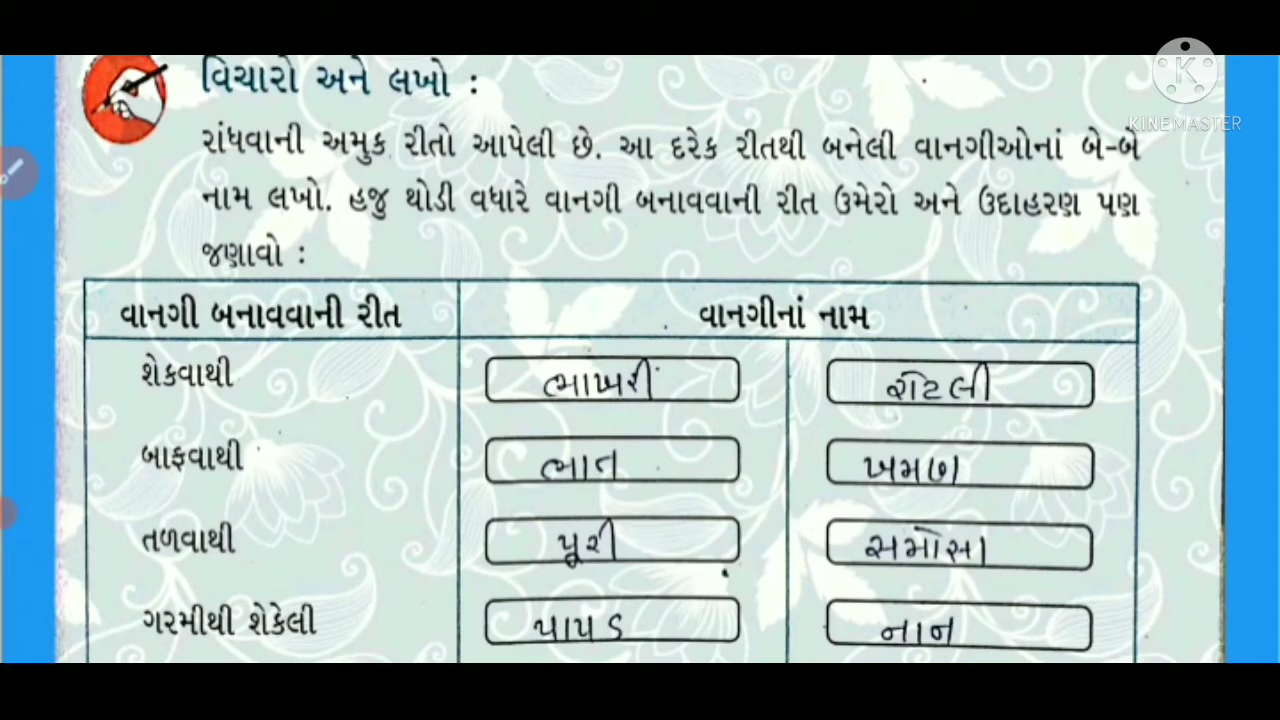 વિચારો અને લખો :
KINEMASTER
રાંધવાની અમુક રીતો આપેલી છે. આ દરેક રીતથી બનેલી વાનગીઓનાં બે-બે
નામ લખો. હજુ થોડી વધારે વાનગી બનાવવાની રીત ઉમેરો અને ઉદાહરણ પણ
જણાવો :
વાનગી બનાવવાની રીત વાનગીનાં નામ
શેકવાથી ભાખરી રોટલી
બાફવાથી ભાત ખમણ
તળવાથી પૂરી સમોસા
ગરમીથી શેકેલી પાપડ નાન